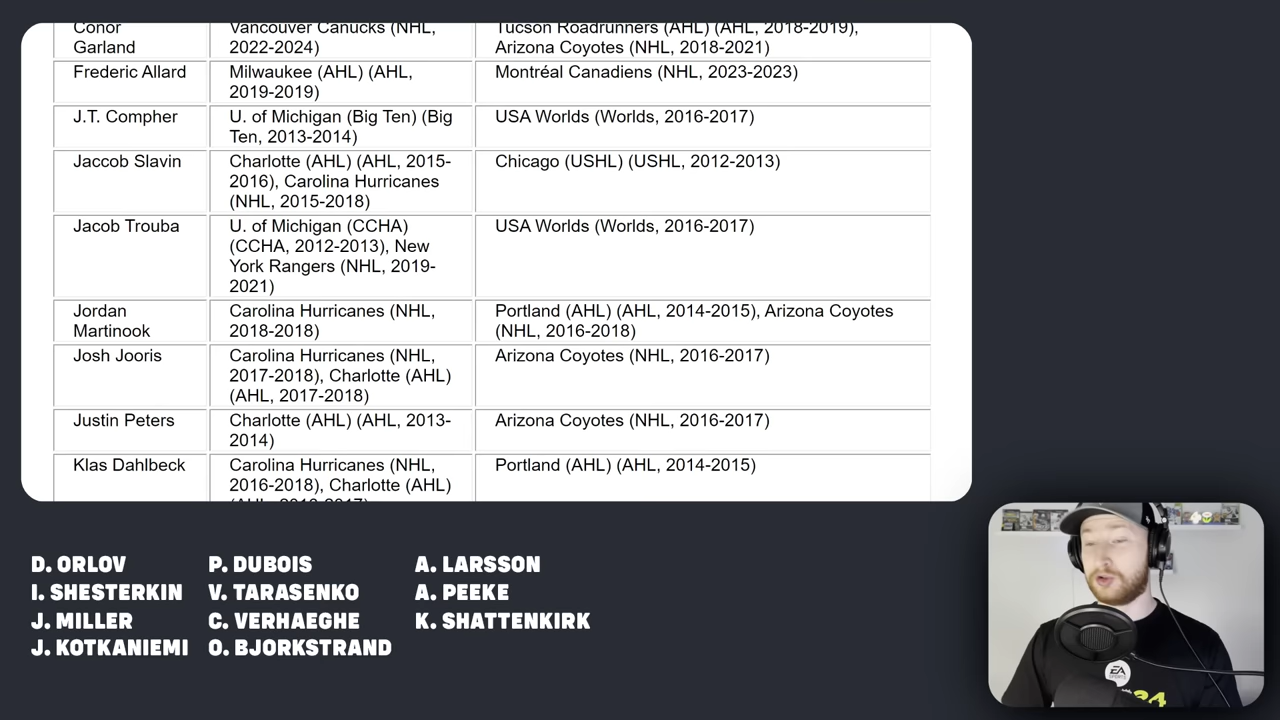 Conor
Garland
Vancouver Canucks (NHL,
2022-2024)
Tucson Roadrunners (AHL) (AHL, 2018-2019),
Arizona Coyotes (NHL, 2018-2021)
Frederic Allard
Milwaukee (AHL) (AHL,
2019-2019)
Montréal Canadiens (NHL, 2023-2023)
J.T. Compher
U. of Michigan (Big Ten) (Big
Ten, 2013-2014)
USA Worlds (Worlds, 2016-2017)
Jaccob Slavin
Charlotte (AHL) (AHL, 2015-
2016), Carolina Hurricanes
(NHL, 2015-2018)
Chicago (USHL) (USHL, 2012-2013)
Jacob Trouba
U. of Michigan (CCHA)
(CCHA, 2012-2013), New
York Rangers (NHL, 2019-
2021)
USA Worlds (Worlds, 2016-2017)
Jordan
Martinook
Carolina Hurricanes (NHL,
2018-2018)
Portland (AHL) (AHL, 2014-2015), Arizona Coyotes
(NHL, 2016-2018)
Josh Jooris
Carolina Hurricanes (NHL,
2017-2018), Charlotte (AHL)
(AHL, 2017-2018)
Arizona Coyotes (NHL, 2016-2017)
Justin Peters
Charlotte (AHL) (AHL, 2013-
2014)
Arizona Coyotes (NHL, 2016-2017)
Klas Dahlbeck
Carolina Hurricanes (NHL,
2016-2018), Charlotte (AHL)
Portland (AHL) (AHL, 2014-2015)
D. ORLOV
I. SHESTERKIN
J. MILLER
J. KOTKANIEMI
P. DUBOIS
V. TARASENKO
C. VERHAEGHE
O. BJORKSTRAND
A. LARSSON
A. PEEKE
K. SHATTENKIRK
EA